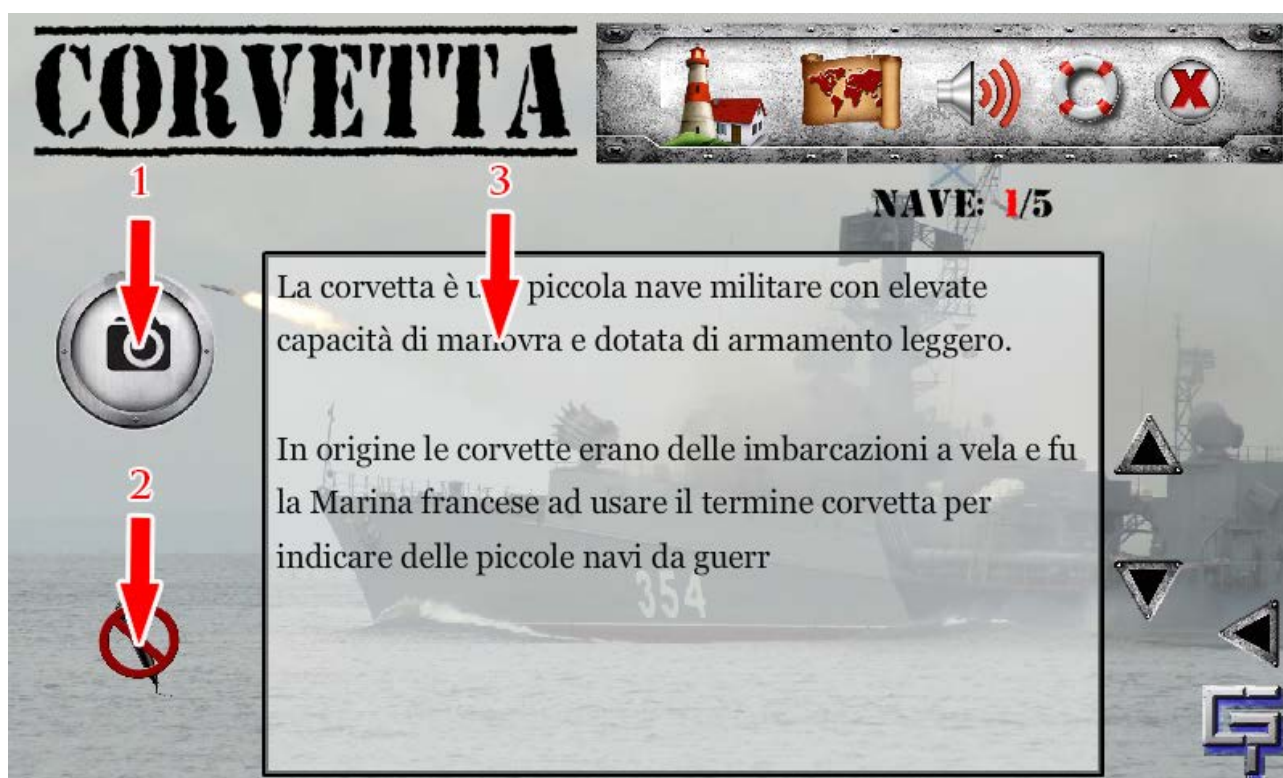 CORVETTA
1
3
NAVE: 1/5
La corvetta è una piccola nave militare con elevate
capacità di manovra e dotata di armamento leggero.
In origine le corvette erano delle imbarcazioni a vela e fu
2
la Marina francese ad usare il termine corvetta per
indicare delle piccole navi da guerr
354
X